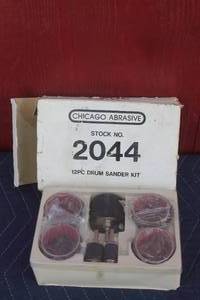 CHICAGO ABRASIVE
STOCK NO.
2044
12PC DRUM SANDER KIT